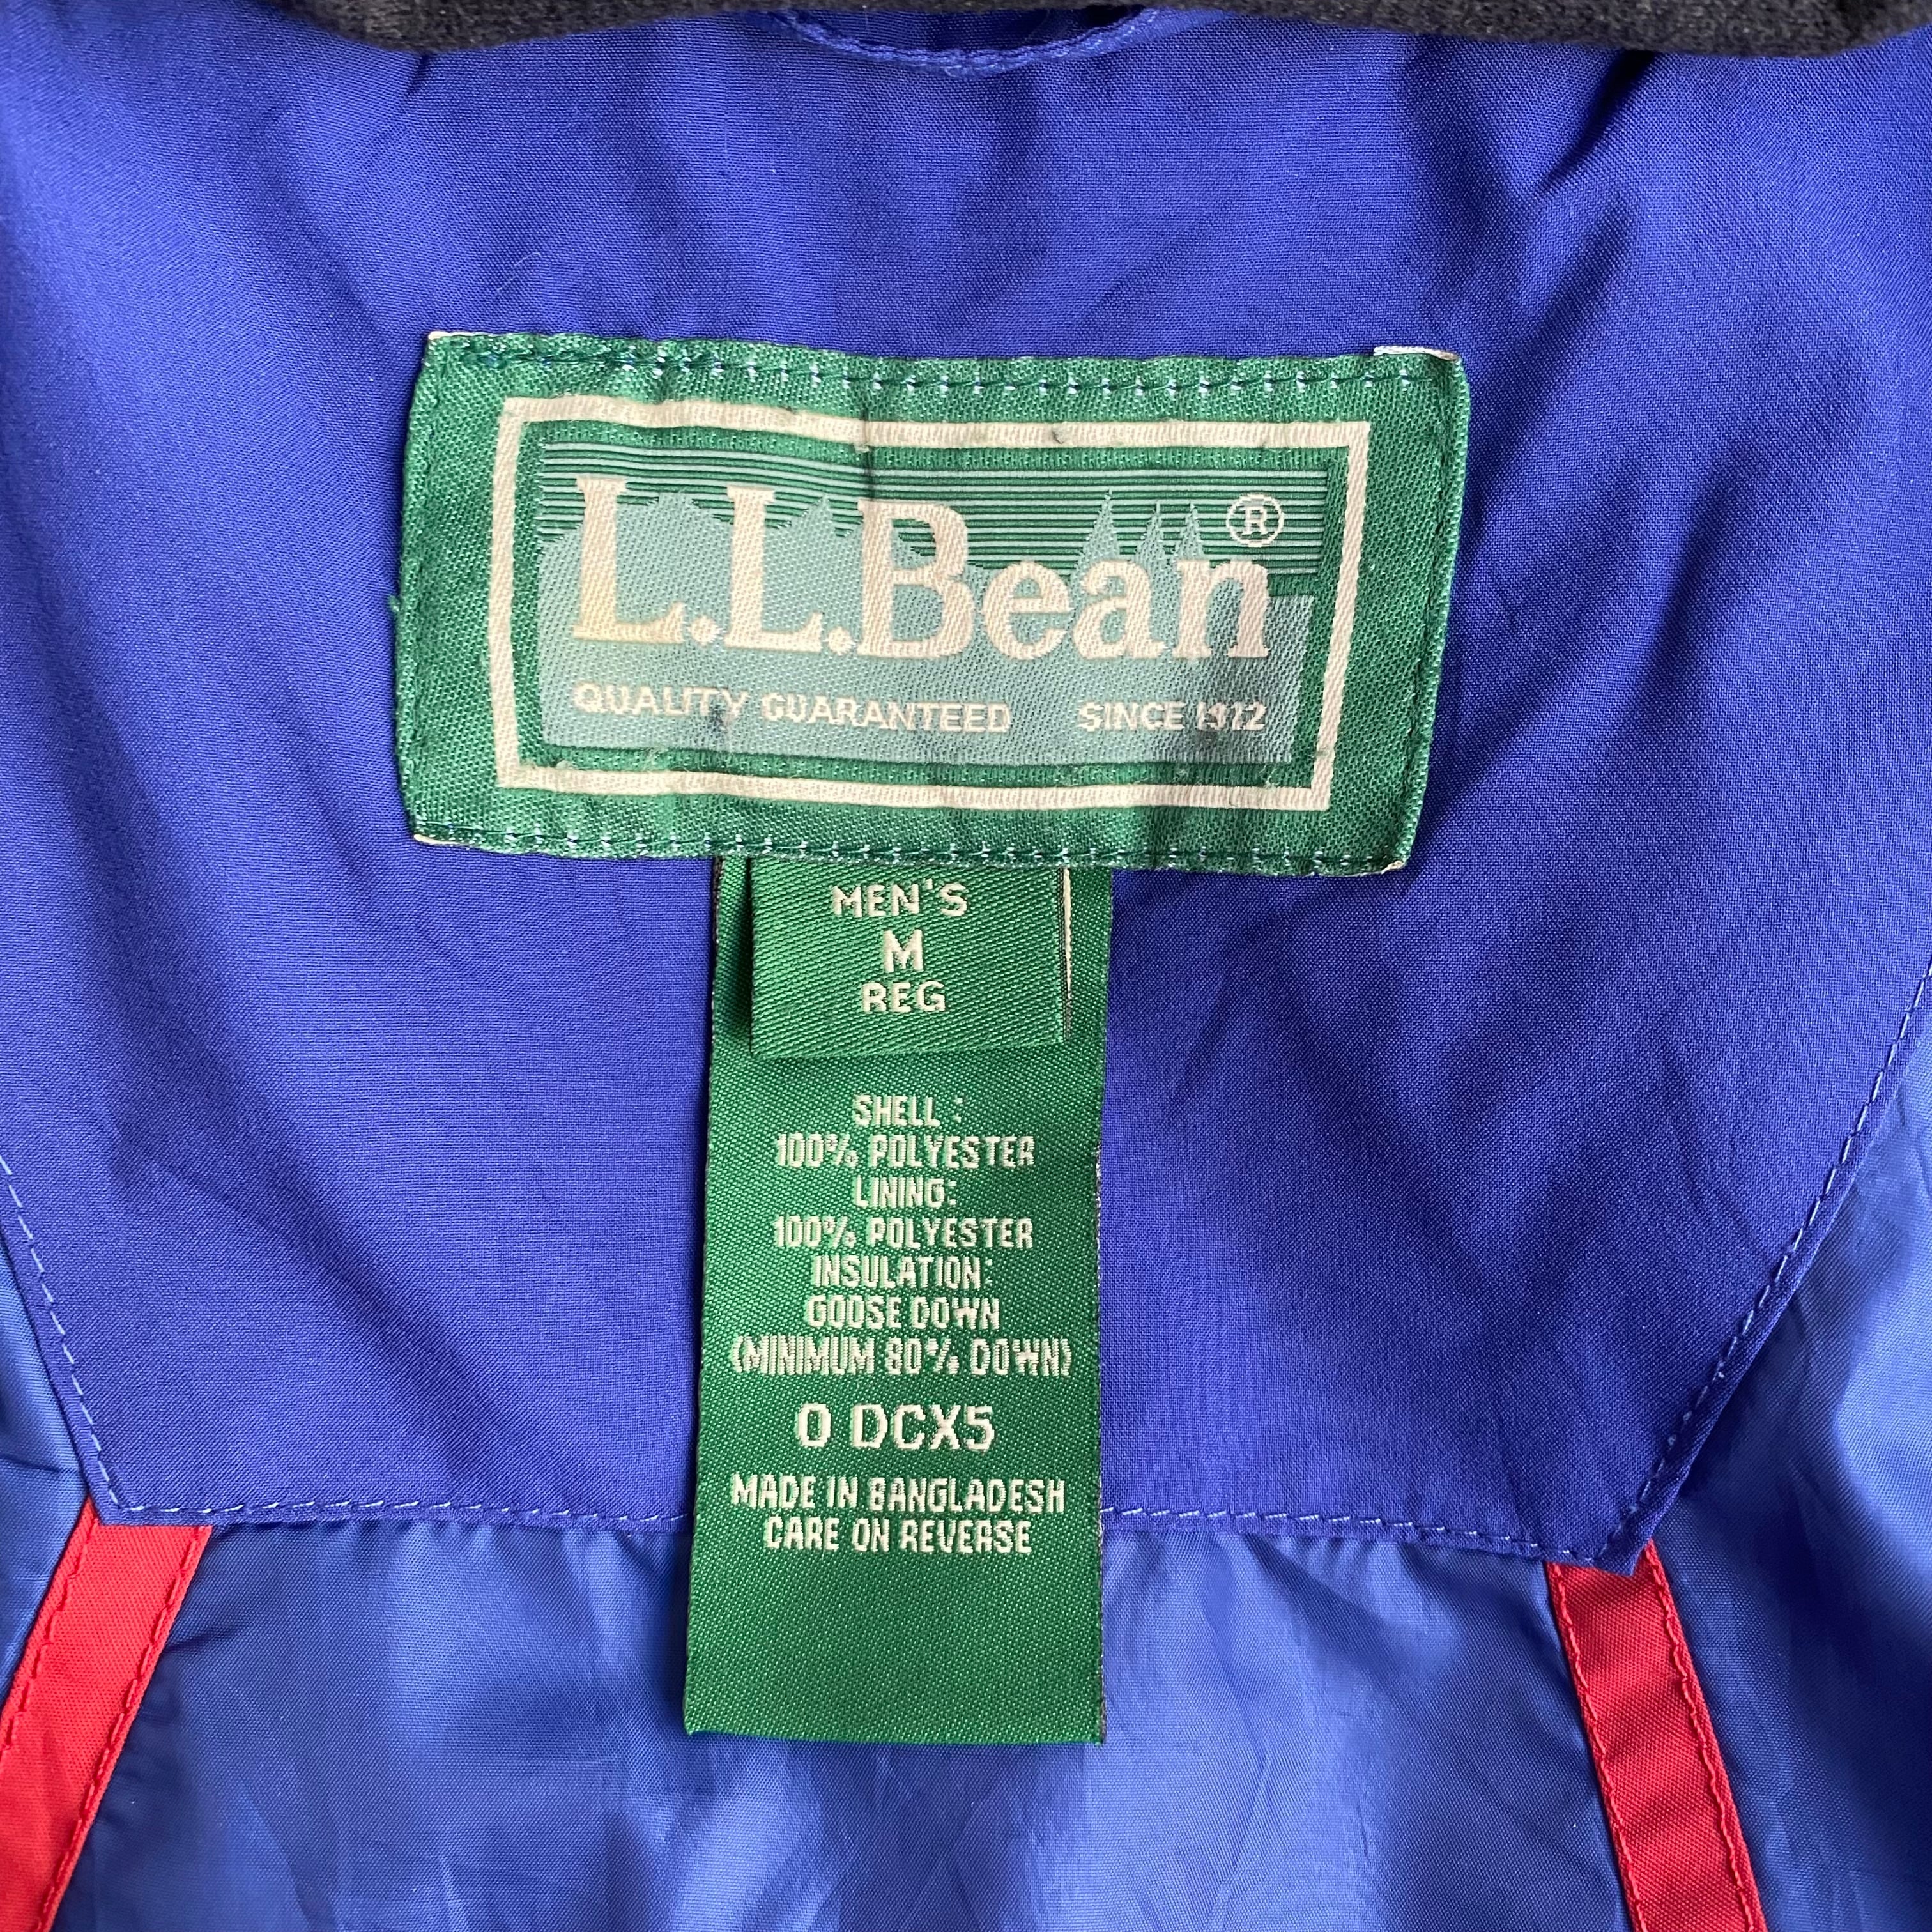 L.L.Bean®
QUALITY GUARANTEED SINCE 1912
MEN'S
M
REG
SHELL :
100% POLYESTER
LINING:
100% POLYESTER
INSULATION:
GOOSE DOWN
(MINIMUM 80% DOWN)
0 DCX5
MADE IN BANGLADESH
CARE ON REVERSE